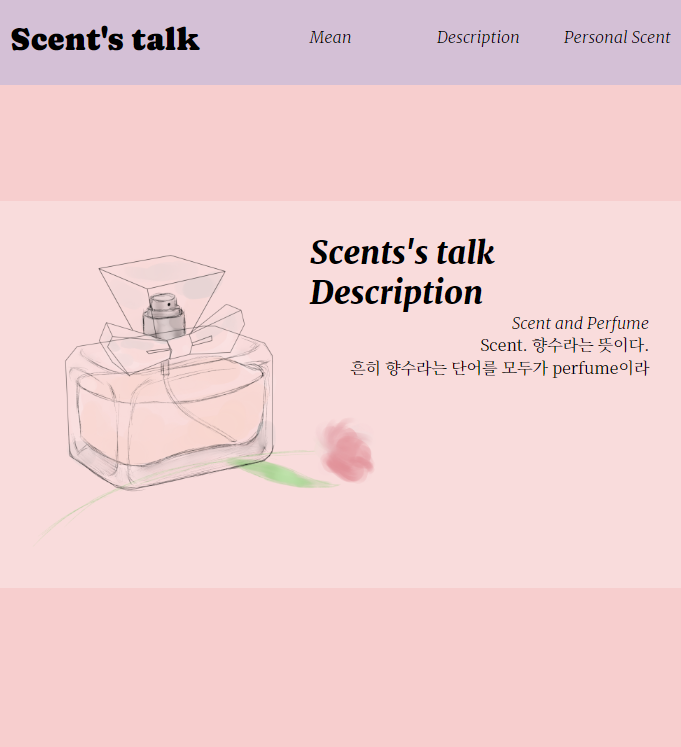 Scent's talk
Mean Description Personal Scent
Scents's talk
Description
Scent and Perfume
Scent. 향수라는 뜻이다.
흔히 향수라는 단어를 모두가 perfume이라